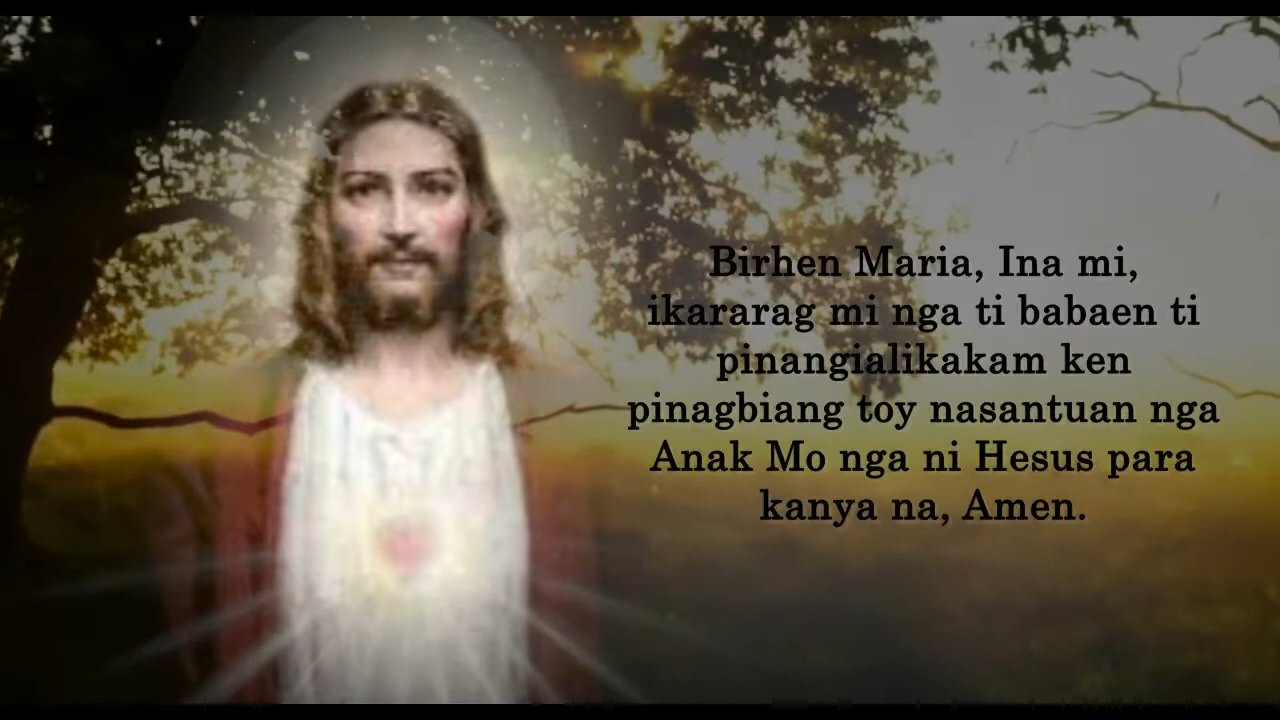 Birhen Maria, Ina mi,
ikararag mi nga ti babaen ti
pinangialikakam ken
pinagbiang toy nasantuan nga
Anak Mo nga ni Hesus para
kanya na, Amen.